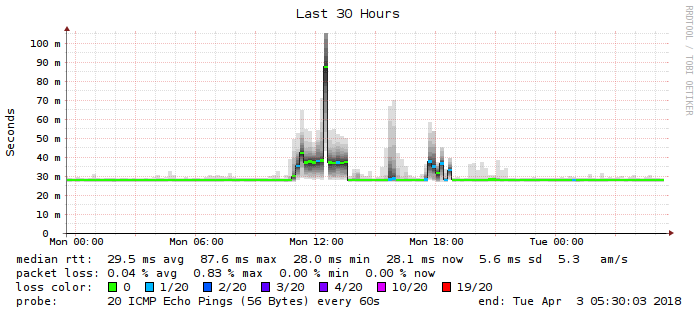 Last 30 Hours
RRDTOOL / TOBI OETIKER
Seconds
100 m
90 m
80 m
70 m
60 m
50 m
40 m
30 m
20 m
10 m
0
Mon 00:00 Mon 06:00 Mon 12:00 Mon 18:00 Tue 00:00
median rtt: 29.5 ms avg 87.6 ms max 28.0 ms min 28.1 ms now 5.6 ms sd 5.3 am/s
packet loss: 0.04 % avg 0.83 % max 0.00 % min 0.00 % now
loss color: 0 1/20 2/20 3/20 4/20 10/20 19/20
probe: 20 ICMP Echo Pings (56 Bytes) every 60s end: Tue Apr 3 05:30:03 2018